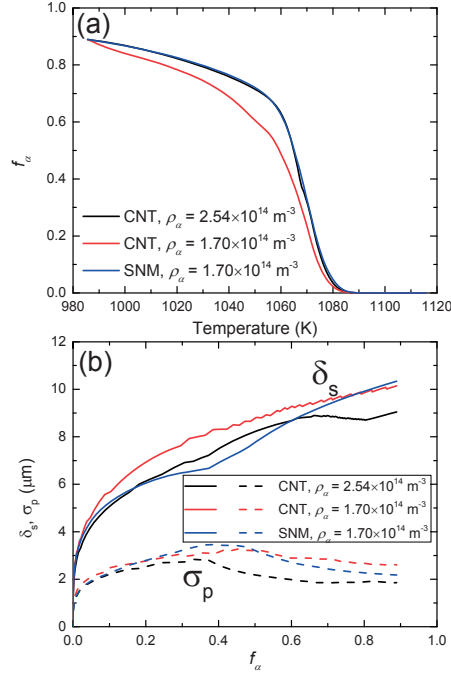 (a)
1.0
0.8
0.6
0.4
0.2
0.0
fα
CNT, ρα = 2.54×10¹⁴ m⁻³
CNT, ρα = 1.70×10¹⁴ m⁻³
SNM, ρα = 1.70×10¹⁴ m⁻³
980 1000 1020 1040 1060 1080 1100 1120
Temperature (K)
(b)
12
10
8
6
4
2
0
δs, σp (μm)
δs
CNT, ρα = 2.54×10¹⁴ m⁻³
CNT, ρα = 1.70×10¹⁴ m⁻³
SNM, ρα = 1.70×10¹⁴ m⁻³
σp
0.0 0.2 0.4 0.6 0.8 1.0
fα